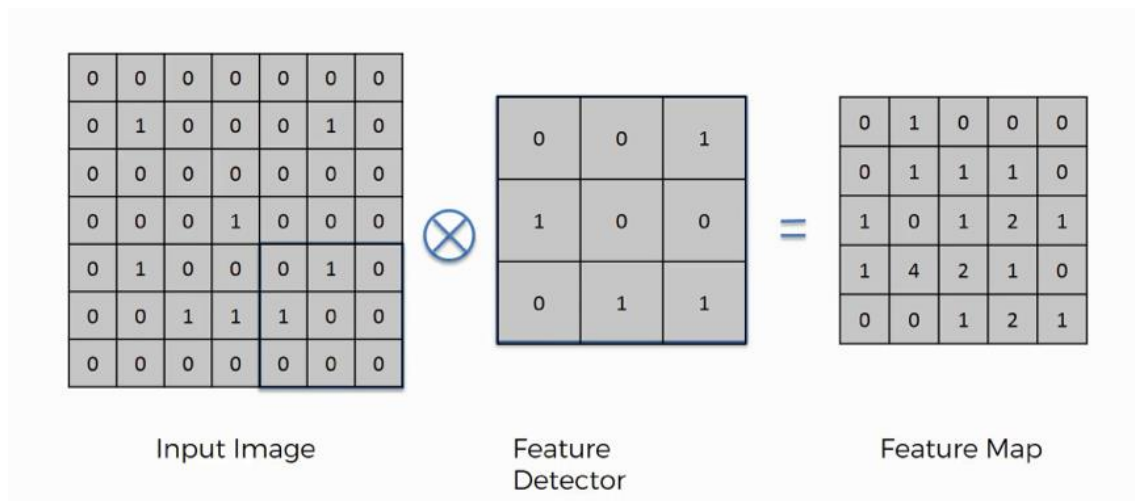 0 0 0 0 0 0 0
0 1 0 0 0 1 0
0 0 0 0 0 0 0
0 0 0 1 0 0 0
0 1 0 0 0 1 0
0 0 1 1 1 0 0
0 0 0 0 0 0 0
Input Image
0 0 1
1 0 0
0 1 1
Feature
Detector
=
0 1 0 0 0
0 1 1 1 0
1 0 1 2 1
1 4 2 1 0
0 0 1 2 1
Feature Map